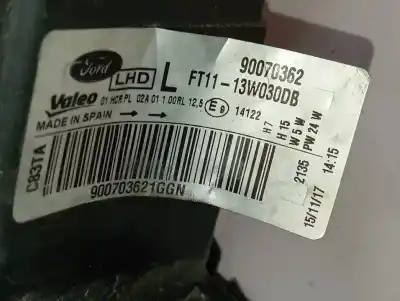 Ford
LHD
L
90070362
FT11-13W030DB
Valeo
01 HCR PL 02A 01 1 00RL 12,5
E9
14122
MADE IN SPAIN
H7
H 15
W 5 W
PW 24 W
C83TA
900703621GGN
2135
15/11/17
14:15